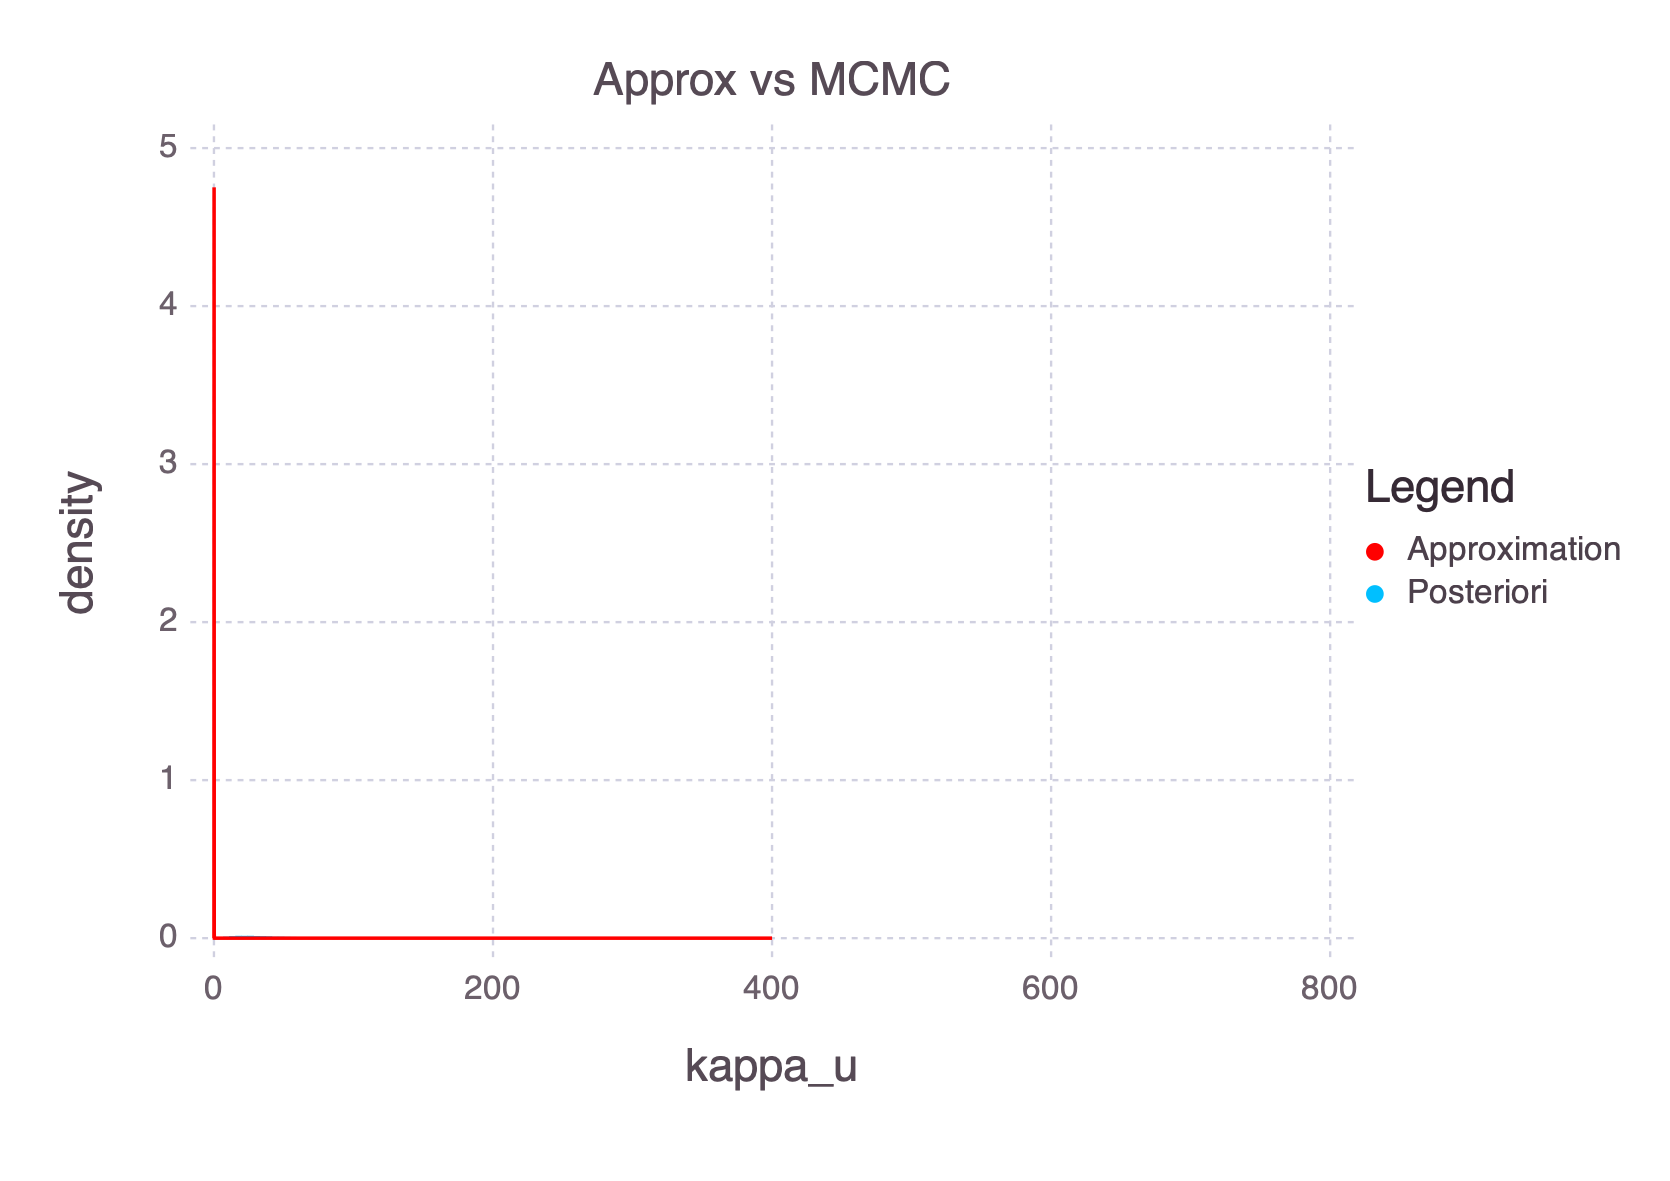 Approx vs MCMC
5
4
3
2
1
0
density
0 200 400 600 800
kappa_u
Legend
Approximation
Posteriori